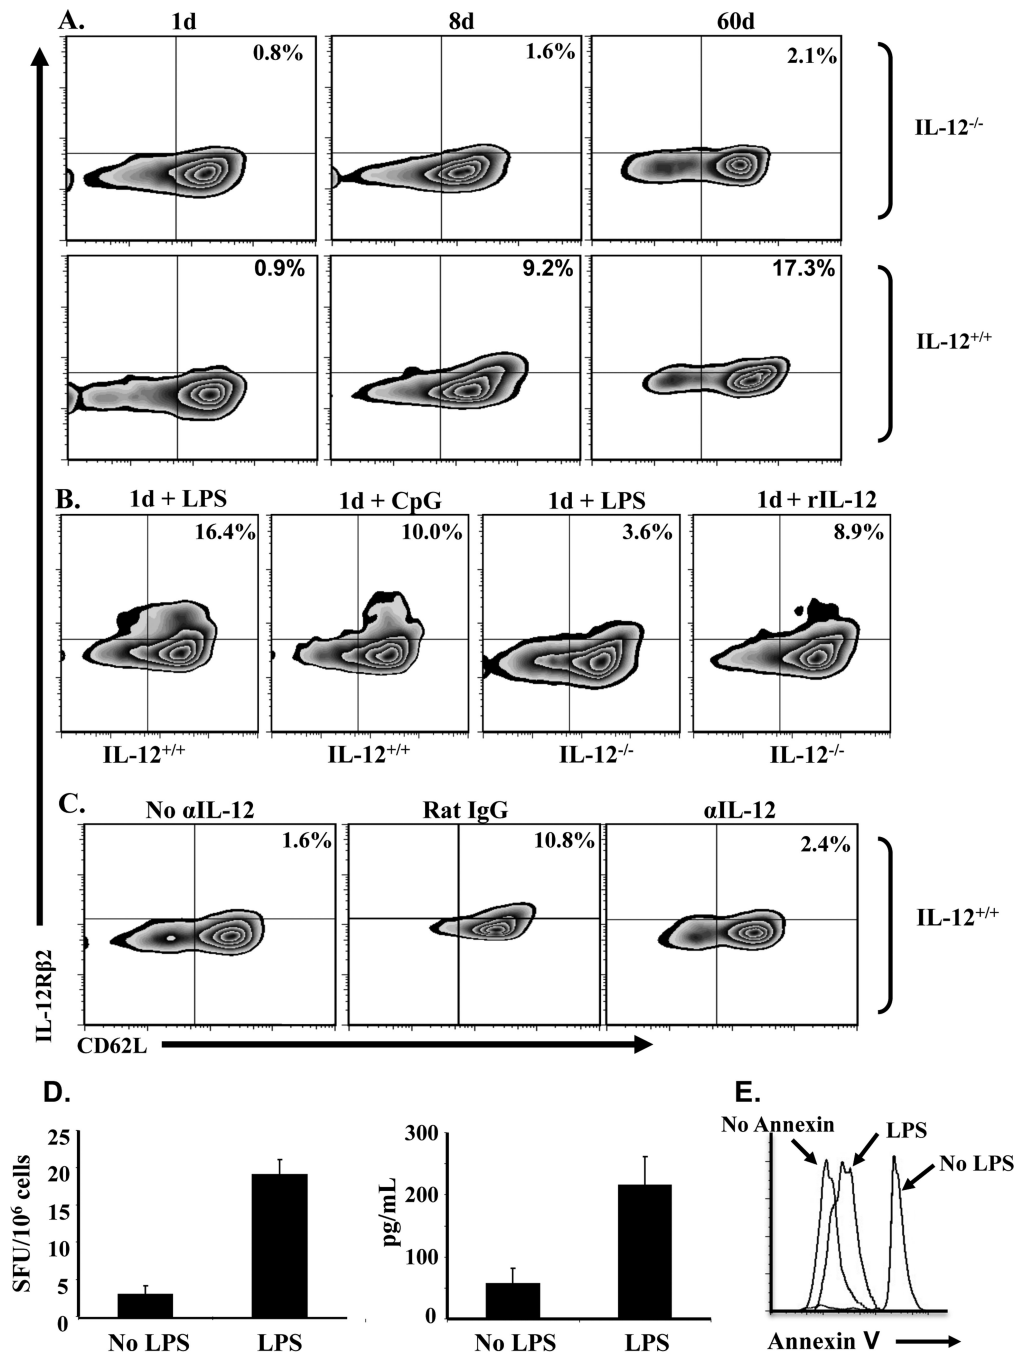 A. 1d 8d 60d
0.8% 1.6% 2.1%
IL-12-/-
0.9% 9.2% 17.3%
IL-12+/+
B. 1d + LPS 1d + CpG 1d + LPS 1d + rIL-12
16.4% 10.0% 3.6% 8.9%
IL-12+/+ IL-12+/+ IL-12-/- IL-12-/-
C. No αIL-12 Rat IgG αIL-12
1.6% 10.8% 2.4%
IL-12+/+
IL-12Rβ2
CD62L
D.
SFU/10⁶ cells
25
20
15
10
5
0
No LPS LPS
pg/mL
300
200
100
0
No LPS LPS
E.
No Annexin
LPS
No LPS
Annexin V